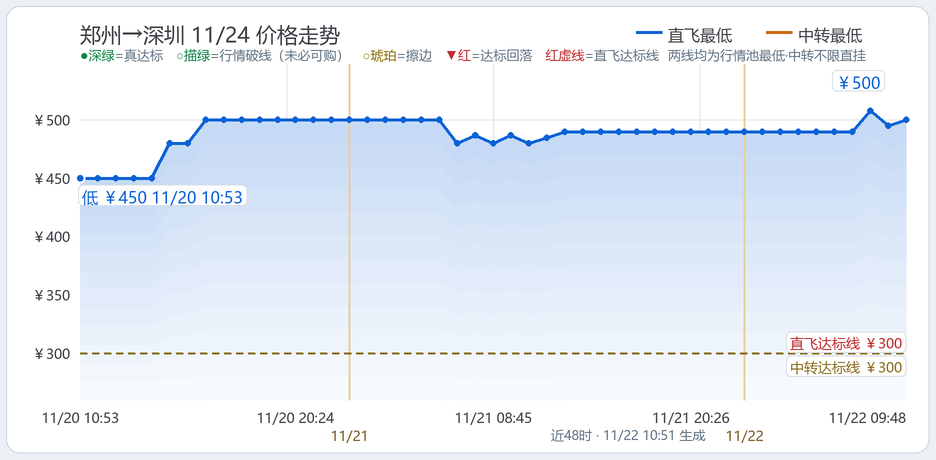 郑州→深圳 11/24 价格走势
直飞最低 中转最低
●深绿=真达标 ○描绿=行情破线（未必可购） ○琥珀=擦边 ▼红=达标回落 红虚线=直飞达标线 两线均为行情池最低·中转不限直挂
¥500
¥500
¥450
低 ¥450 11/20 10:53
¥400
¥350
¥300
直飞达标线 ¥300
中转达标线 ¥300
11/20 10:53 11/20 20:24 11/21 08:45 11/21 20:26 11/22 09:48
11/21 近48时 · 11/22 10:51 生成 11/22